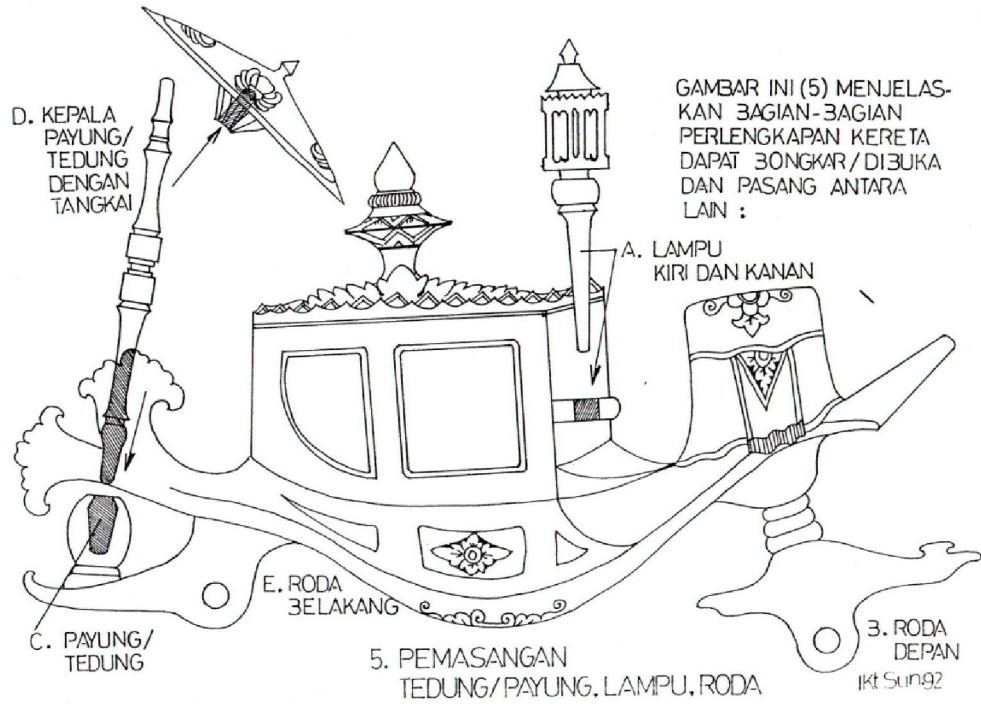 D. KEPALA
PAYUNG/
TEDUNG
DENGAN
TANGKAI
GAMBAR INI (5) MENJELAS-
KAN BAGIAN-BAGIAN
PERLENGKAPAN KERETA
DAPAT BONGKAR/DIBUKA
DAN PASANG ANTARA
LAIN :
A. LAMPU
KIRI DAN KANAN
E. RODA
BELAKANG
C. PAYUNG/
TEDUNG
B. RODA
DEPAN
5. PEMASANGAN
TEDUNG/PAYUNG, LAMPU, RODA
Ikt Sung2